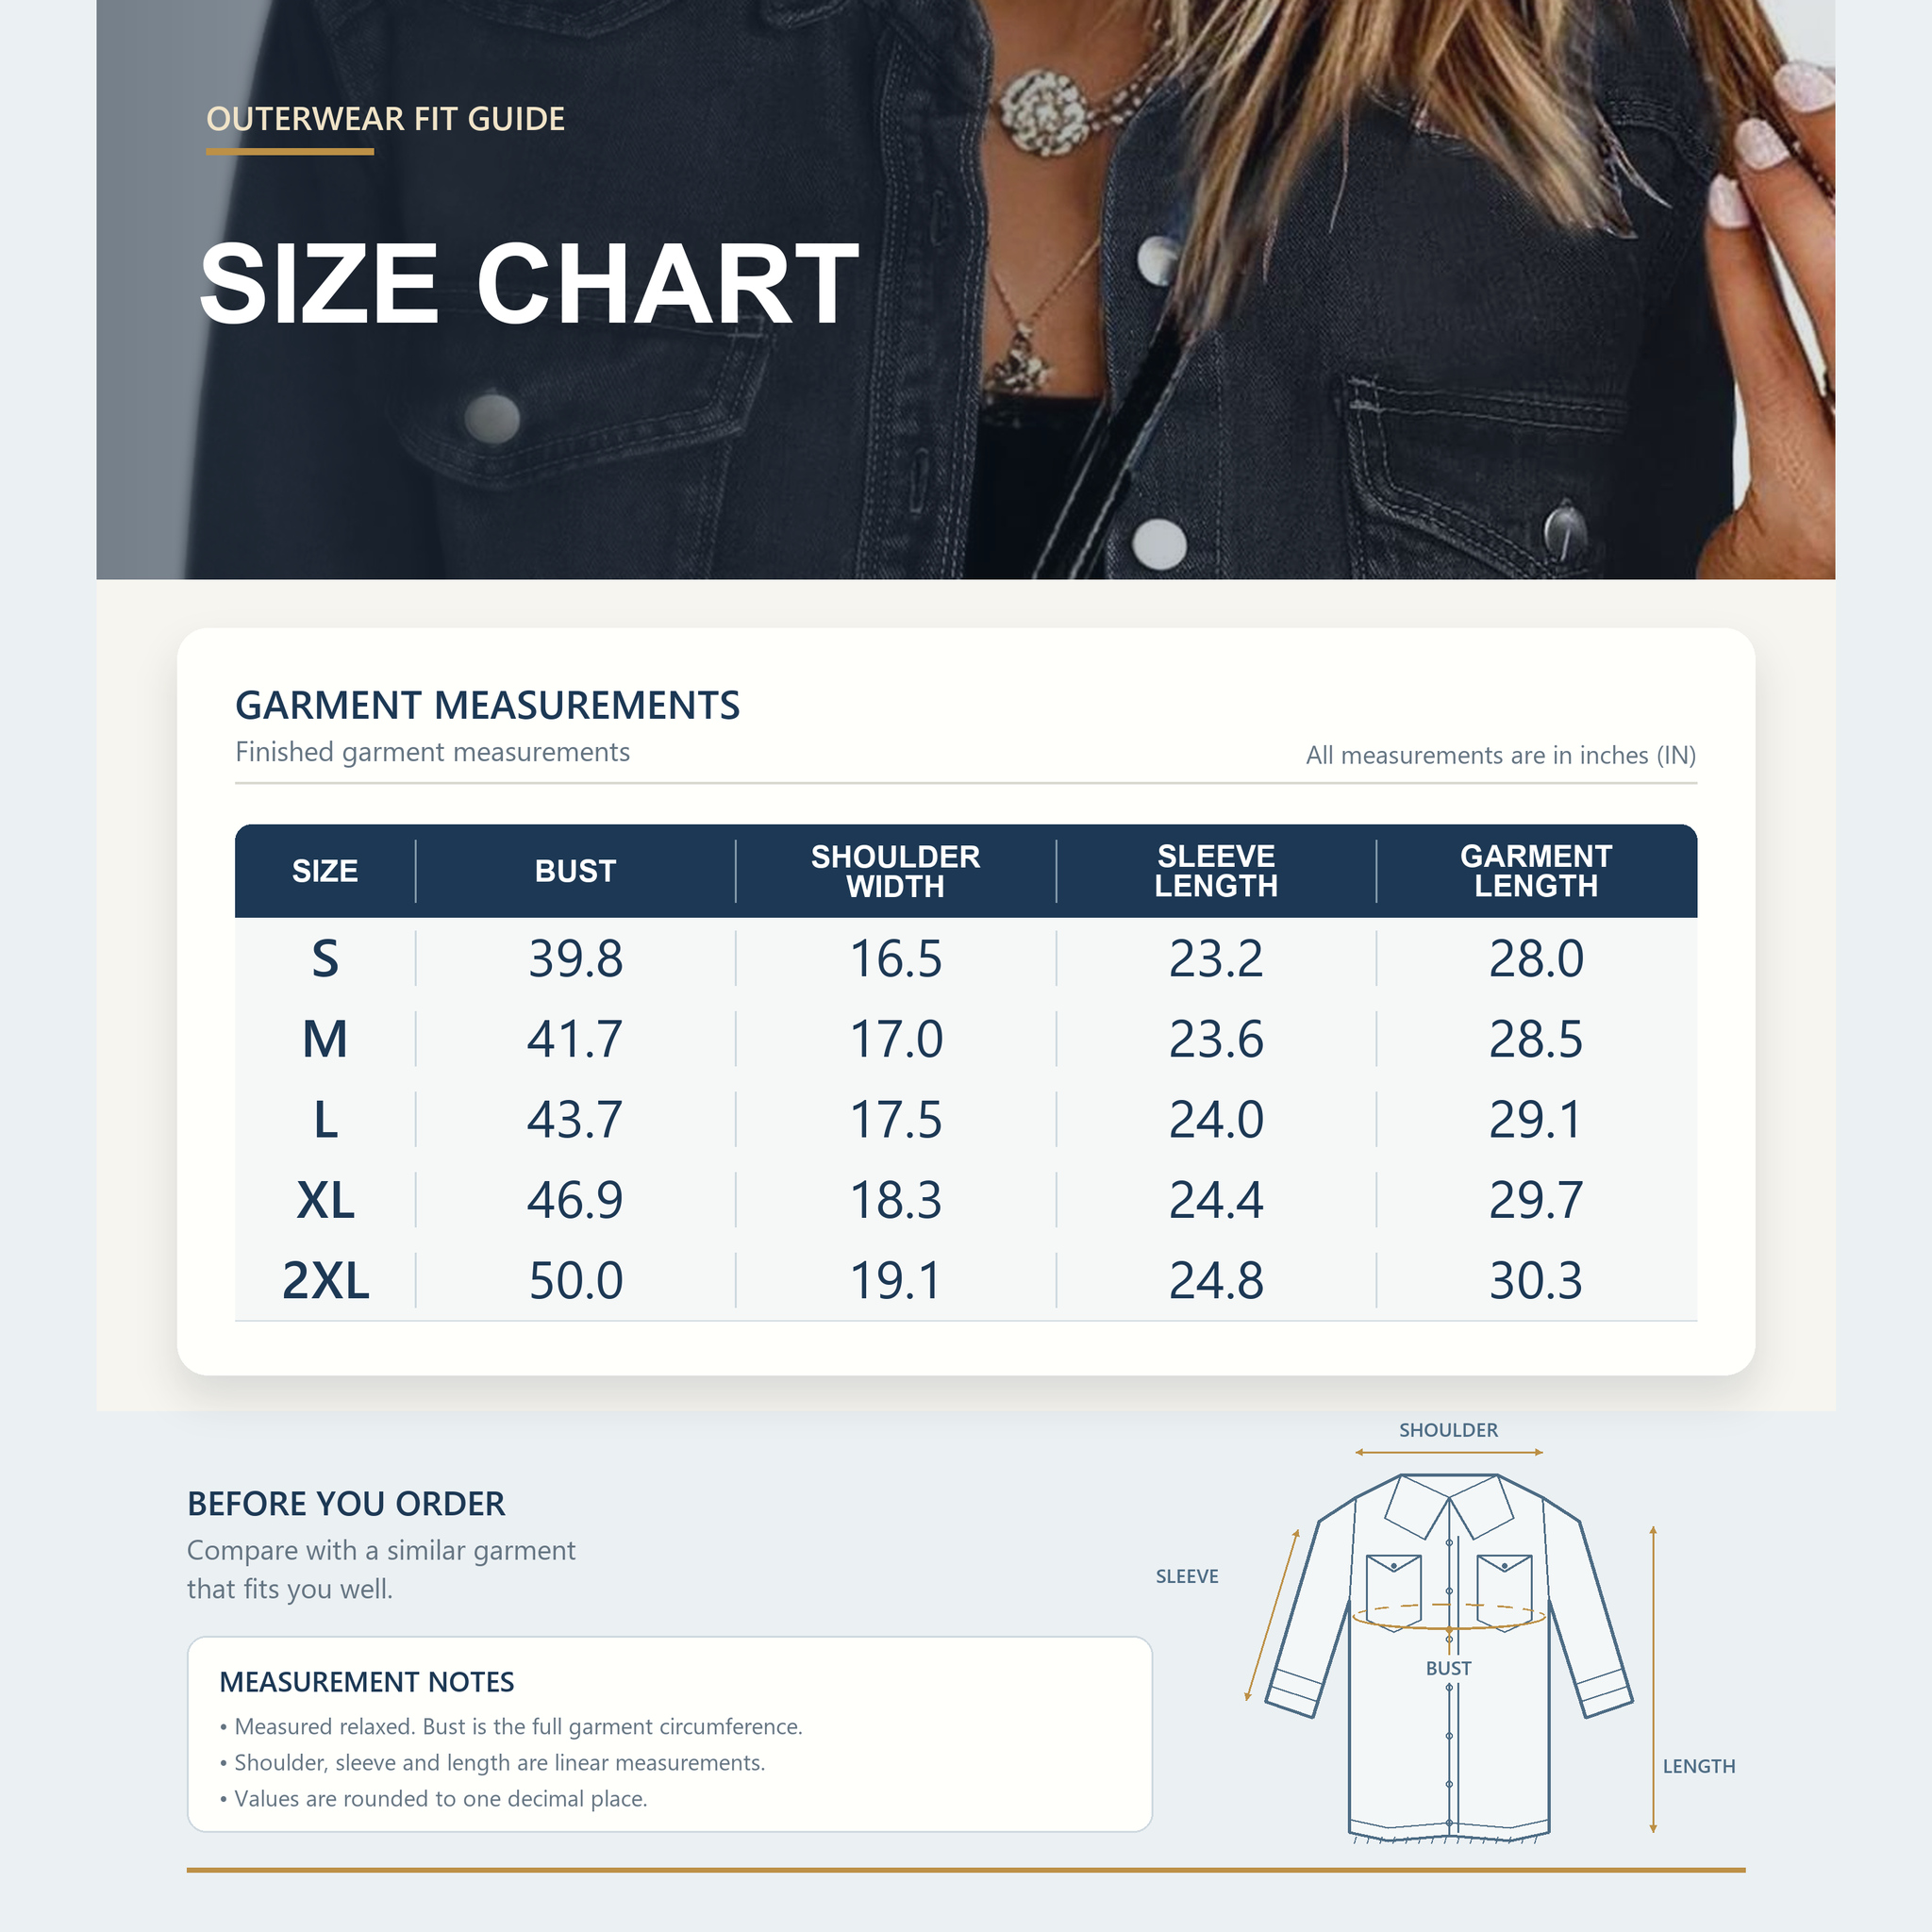 OUTERWEAR FIT GUIDE
SIZE CHART
GARMENT MEASUREMENTS
Finished garment measurements
All measurements are in inches (IN)
SIZE BUST SHOULDER WIDTH SLEEVE LENGTH GARMENT LENGTH
S 39.8 16.5 23.2 28.0
M 41.7 17.0 23.6 28.5
L 43.7 17.5 24.0 29.1
XL 46.9 18.3 24.4 29.7
2XL 50.0 19.1 24.8 30.3
BEFORE YOU ORDER
Compare with a similar garment
that fits you well.
MEASUREMENT NOTES
• Measured relaxed. Bust is the full garment circumference.
• Shoulder, sleeve and length are linear measurements.
• Values are rounded to one decimal place.
SHOULDER
SLEEVE
BUST
LENGTH